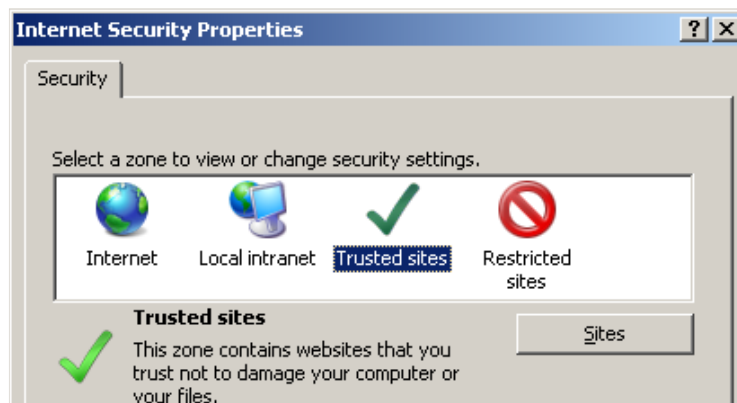 Internet Security Properties
Security
Select a zone to view or change security settings.
Internet
Local intranet
Trusted sites
Restricted
sites
Trusted sites
Sites
This zone contains websites that you
trust not to damage your computer or
your files.